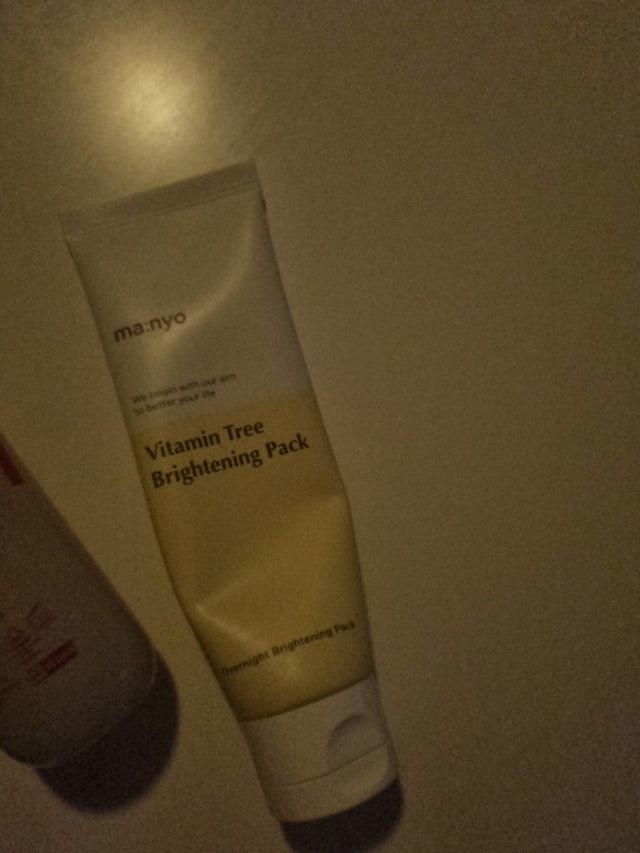 ma:nyo
We begin with our aim
to better your life
Vitamin Tree
Brightening Pack
Overnight Brightening Pack